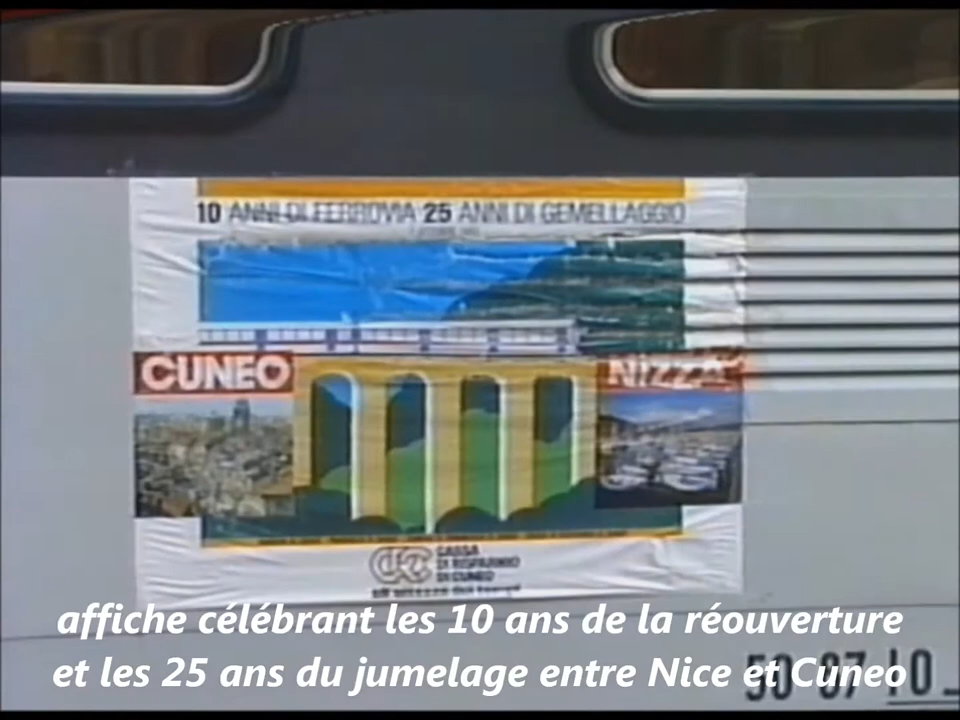 10 ANNI DI FERROVIA 25 ANNI DI GEMELLAGGIO
CUNEO
NIZZA
CASSA
DI RISPARMIO
DI CUNEO
affiche célébrant les 10 ans de la réouverture
et les 25 ans du jumelage entre Nice et Cuneo